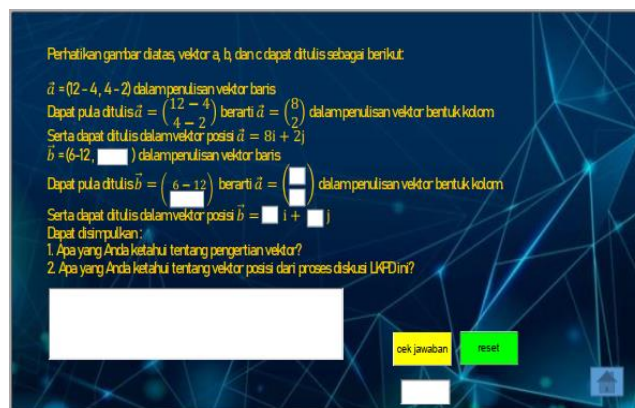 Perhatikan gambar diatas, vektor a, b, dan c dapat ditulis sebagai berikut:
a⃗ = (12 – 4, 4 – 2) dalam penulisan vektor baris
Dapat pula ditulis a⃗ = (12 − 4 / 4 − 2) berarti a⃗ = (8 / 2) dalam penulisan vektor bentuk kolom
Serta dapat ditulis dalam vektor posisi a⃗ = 8i + 2j
b⃗ = (6-12, ) dalam penulisan vektor baris
Dapat pula ditulis b⃗ = (6 − 12 / ) berarti a⃗ = ( ) dalam penulisan vektor bentuk kolom
Serta dapat ditulis dalam vektor posisi b⃗ = i + j
Dapat disimpulkan :
1. Apa yang Anda ketahui tentang pengertian vektor?
2. Apa yang Anda ketahui tentang vektor posisi dari proses diskusi LKPD ini?
cek jawaban
reset